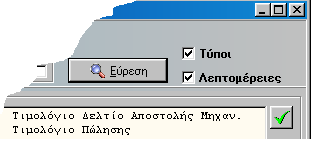 Τύποι
Εύρεση
Λεπτομέρειες
Τιμολόγιο Δελτίο Αποστολής Μηχαν.
Τιμολόγιο Πώλησης